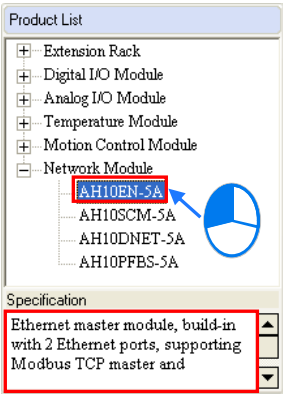 Product List
Extension Rack
Digital I/O Module
Analog I/O Module
Temperature Module
Motion Control Module
Network Module
AH10EN-5A
AH10SCM-5A
AH10DNET-5A
AH10PFBS-5A
Specification
Ethernet master module, build-in
with 2 Ethernet ports, supporting
Modbus TCP master and